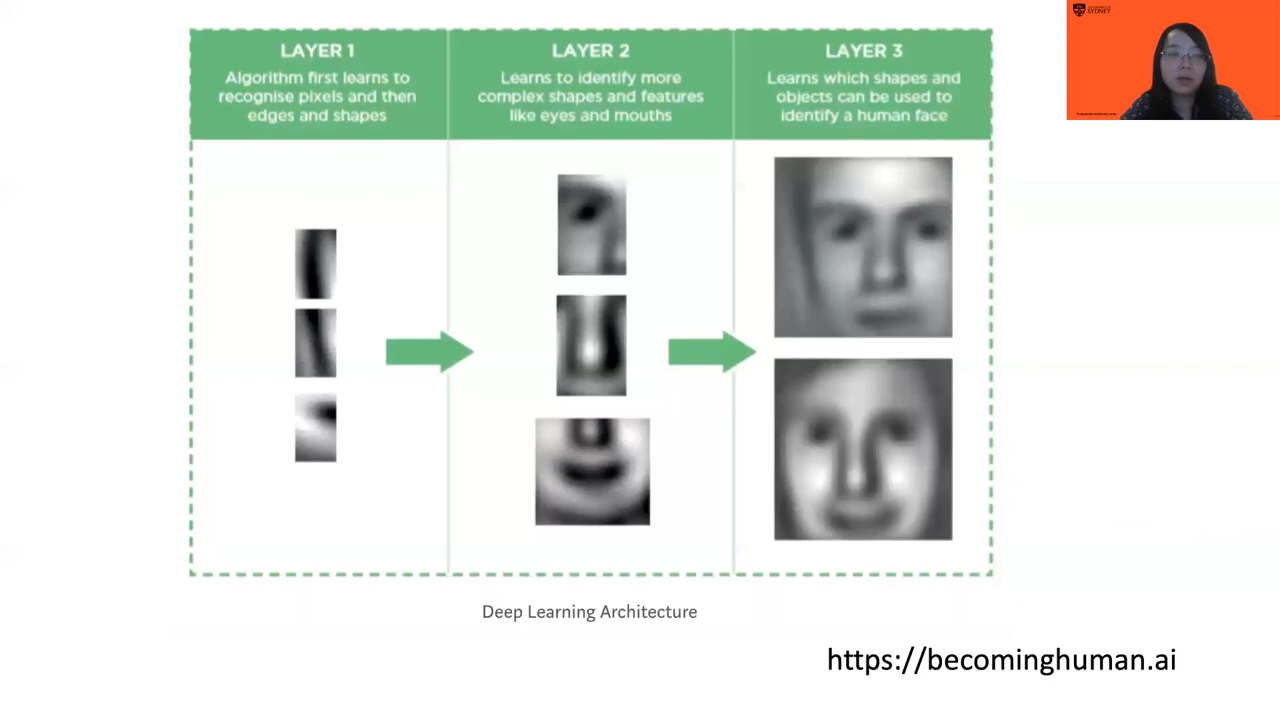 LAYER 1
Algorithm first learns to
recognise pixels and then
edges and shapes
LAYER 2
Learns to identify more
complex shapes and features
like eyes and mouths
LAYER 3
Learns which shapes and
objects can be used to
identify a human face
Deep Learning Architecture
https://becominghuman.ai
SYDNEY